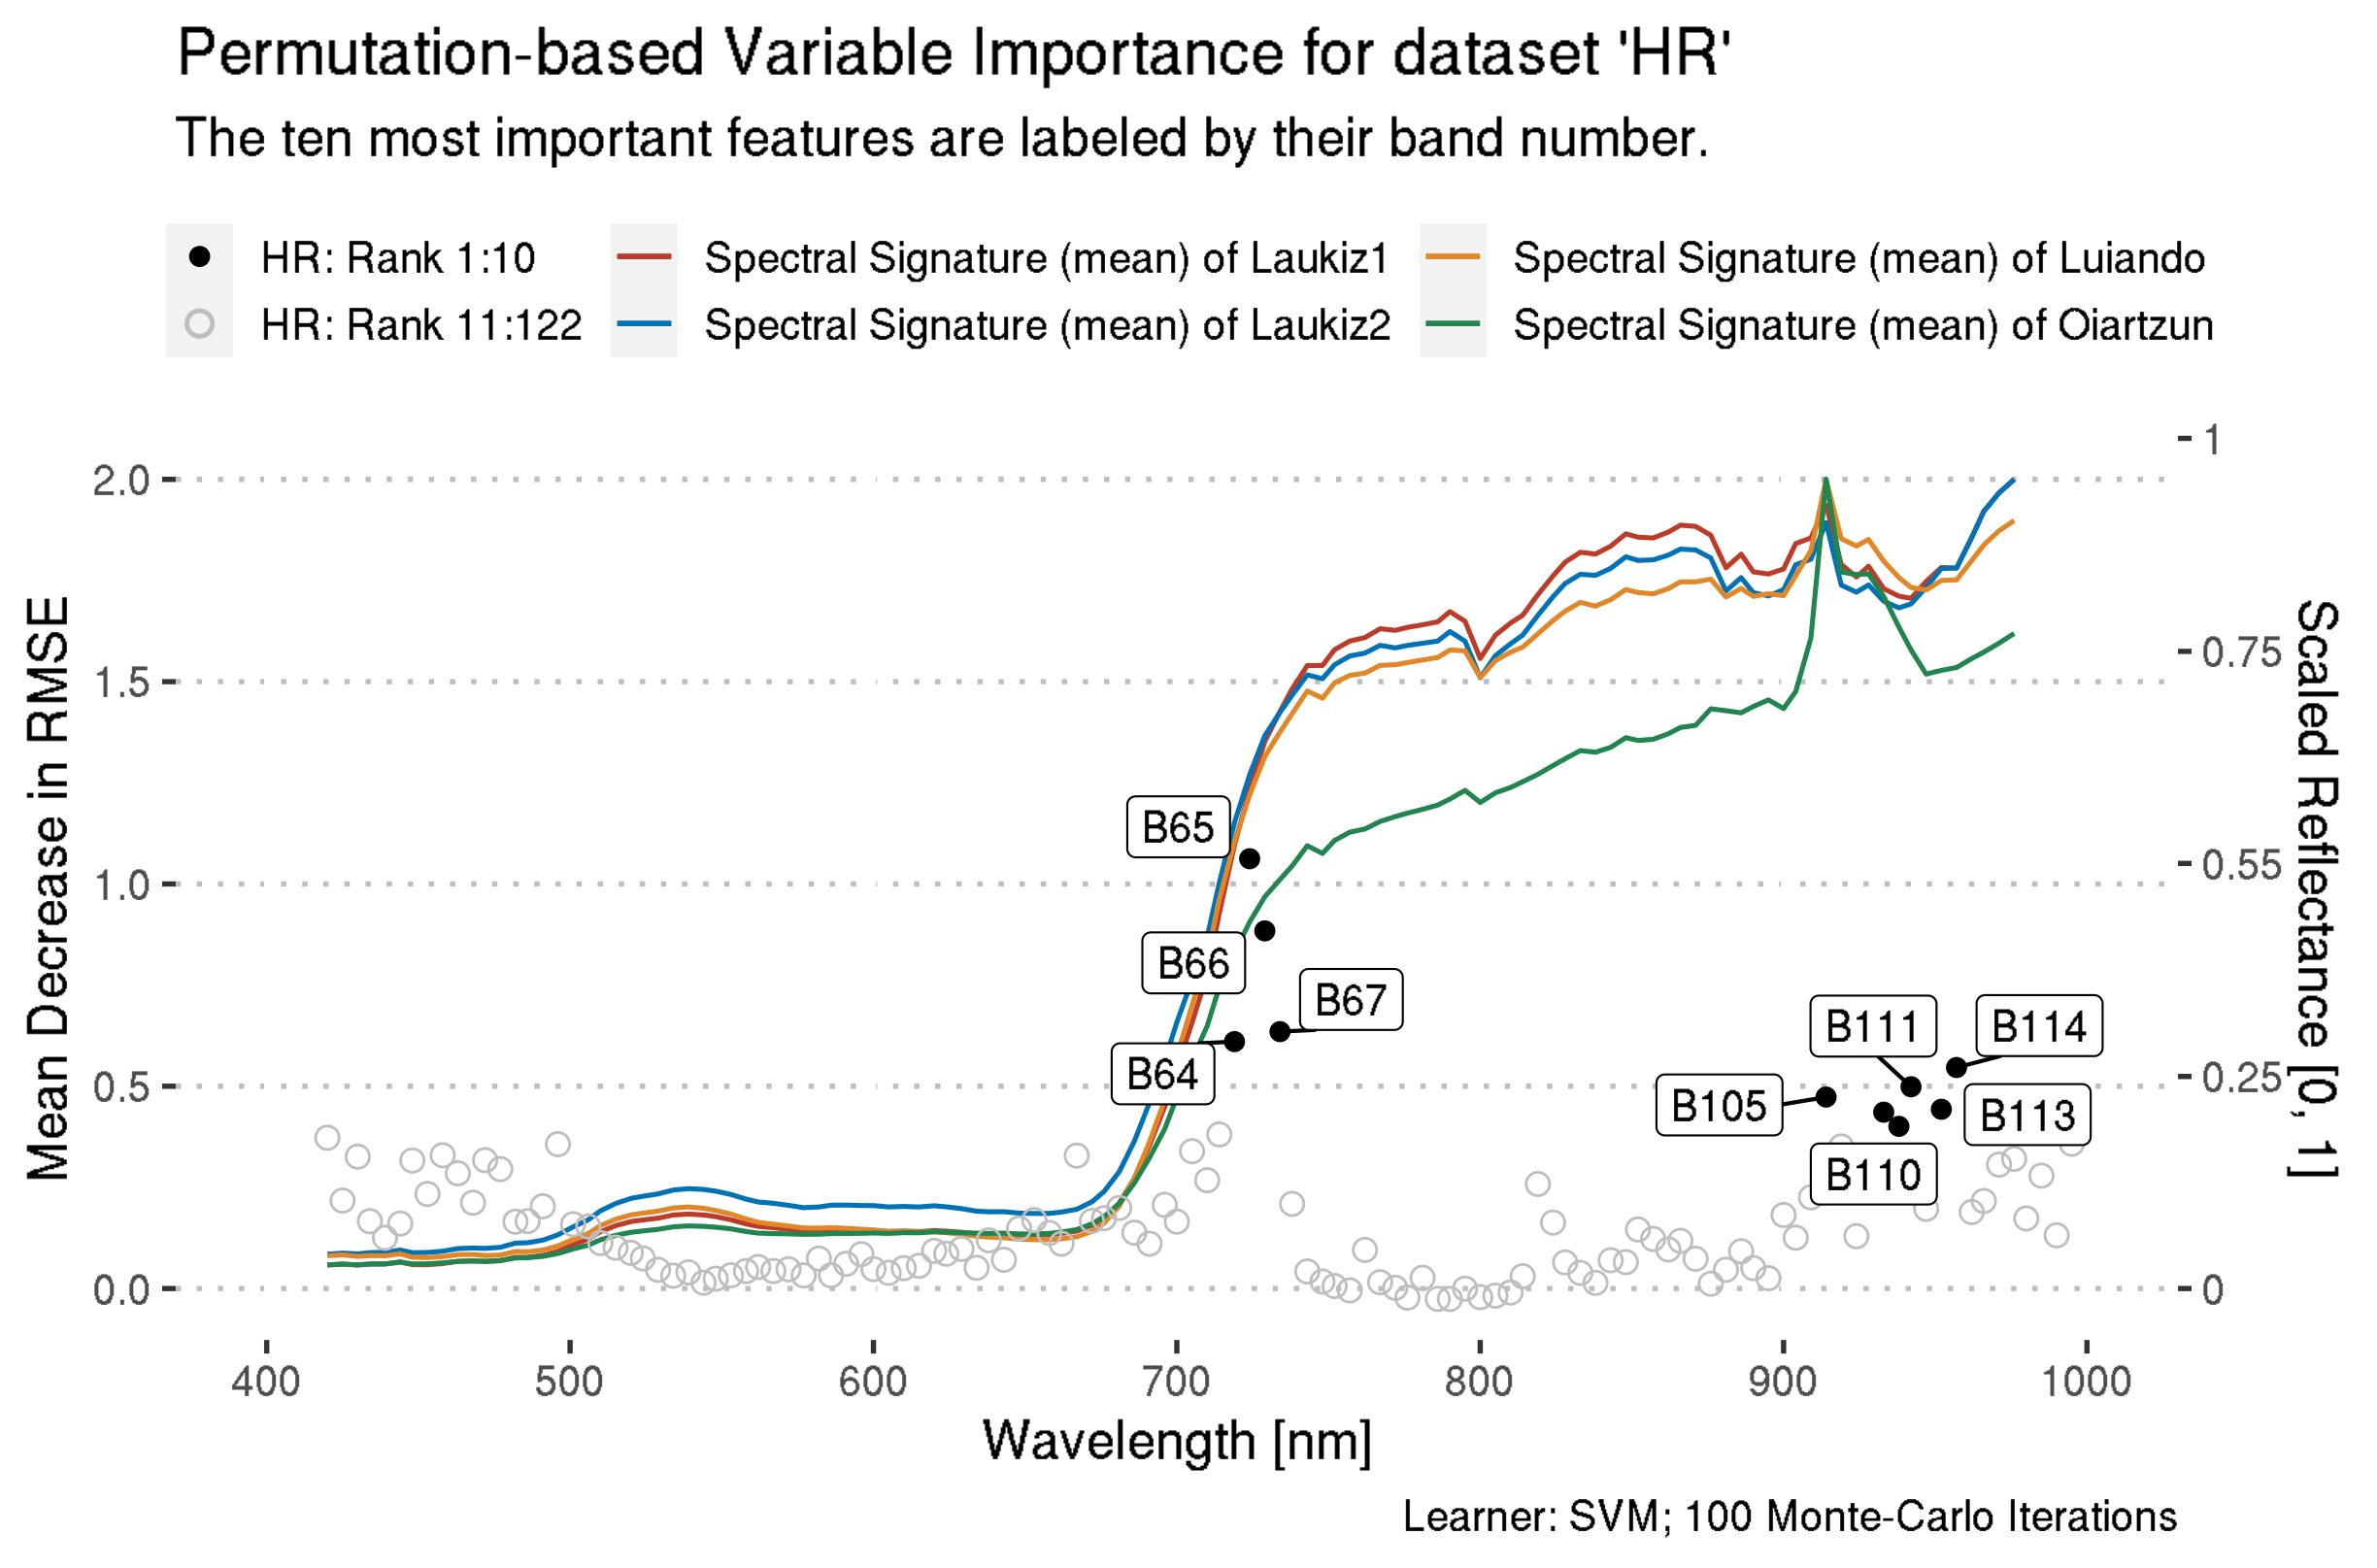 Permutation-based Variable Importance for dataset 'HR'
The ten most important features are labeled by their band number.
HR: Rank 1:10
Spectral Signature (mean) of Laukiz1
Spectral Signature (mean) of Luiando
HR: Rank 11:122
Spectral Signature (mean) of Laukiz2
Spectral Signature (mean) of Oiartzun
Mean Decrease in RMSE
2.0
1.5
1.0
0.5
0.0
B65
B66
B67
B64
B111
B114
B105
B113
B110
1
0.75
0.55
0.25
0
Scaled Reflectance [0, 1]
400
500
600
700
800
900
1000
Wavelength [nm]
Learner: SVM; 100 Monte-Carlo Iterations